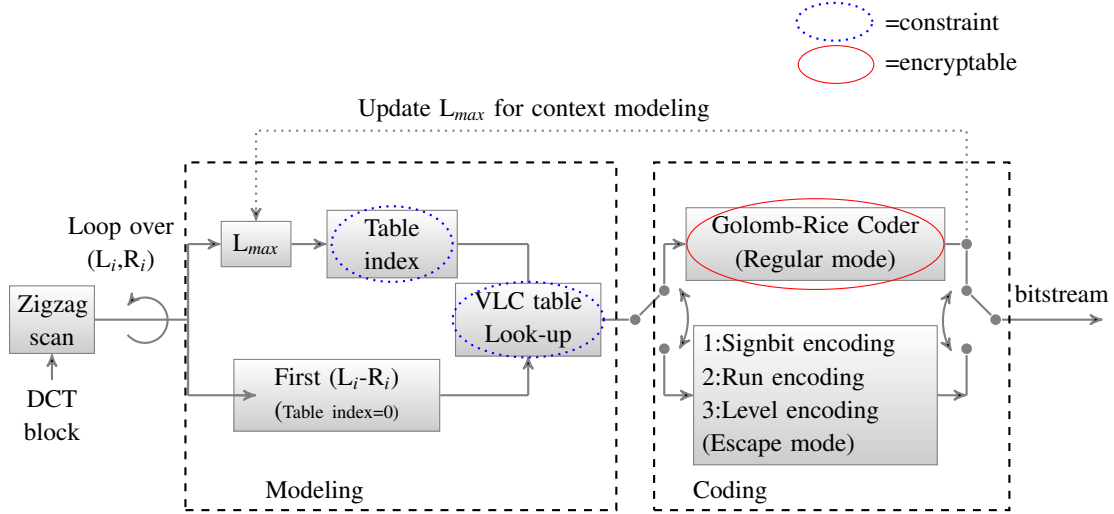 =constraint
=encryptable
Update L_max for context modeling
Loop over
(L_i,R_i)
L_max
Table
index
Golomb-Rice Coder
(Regular mode)
Zigzag
scan
VLC table
Look-up
bitstream
1:Signbit encoding
2:Run encoding
3:Level encoding
(Escape mode)
First (L_i-R_i)
(Table index=0)
DCT
block
Modeling
Coding